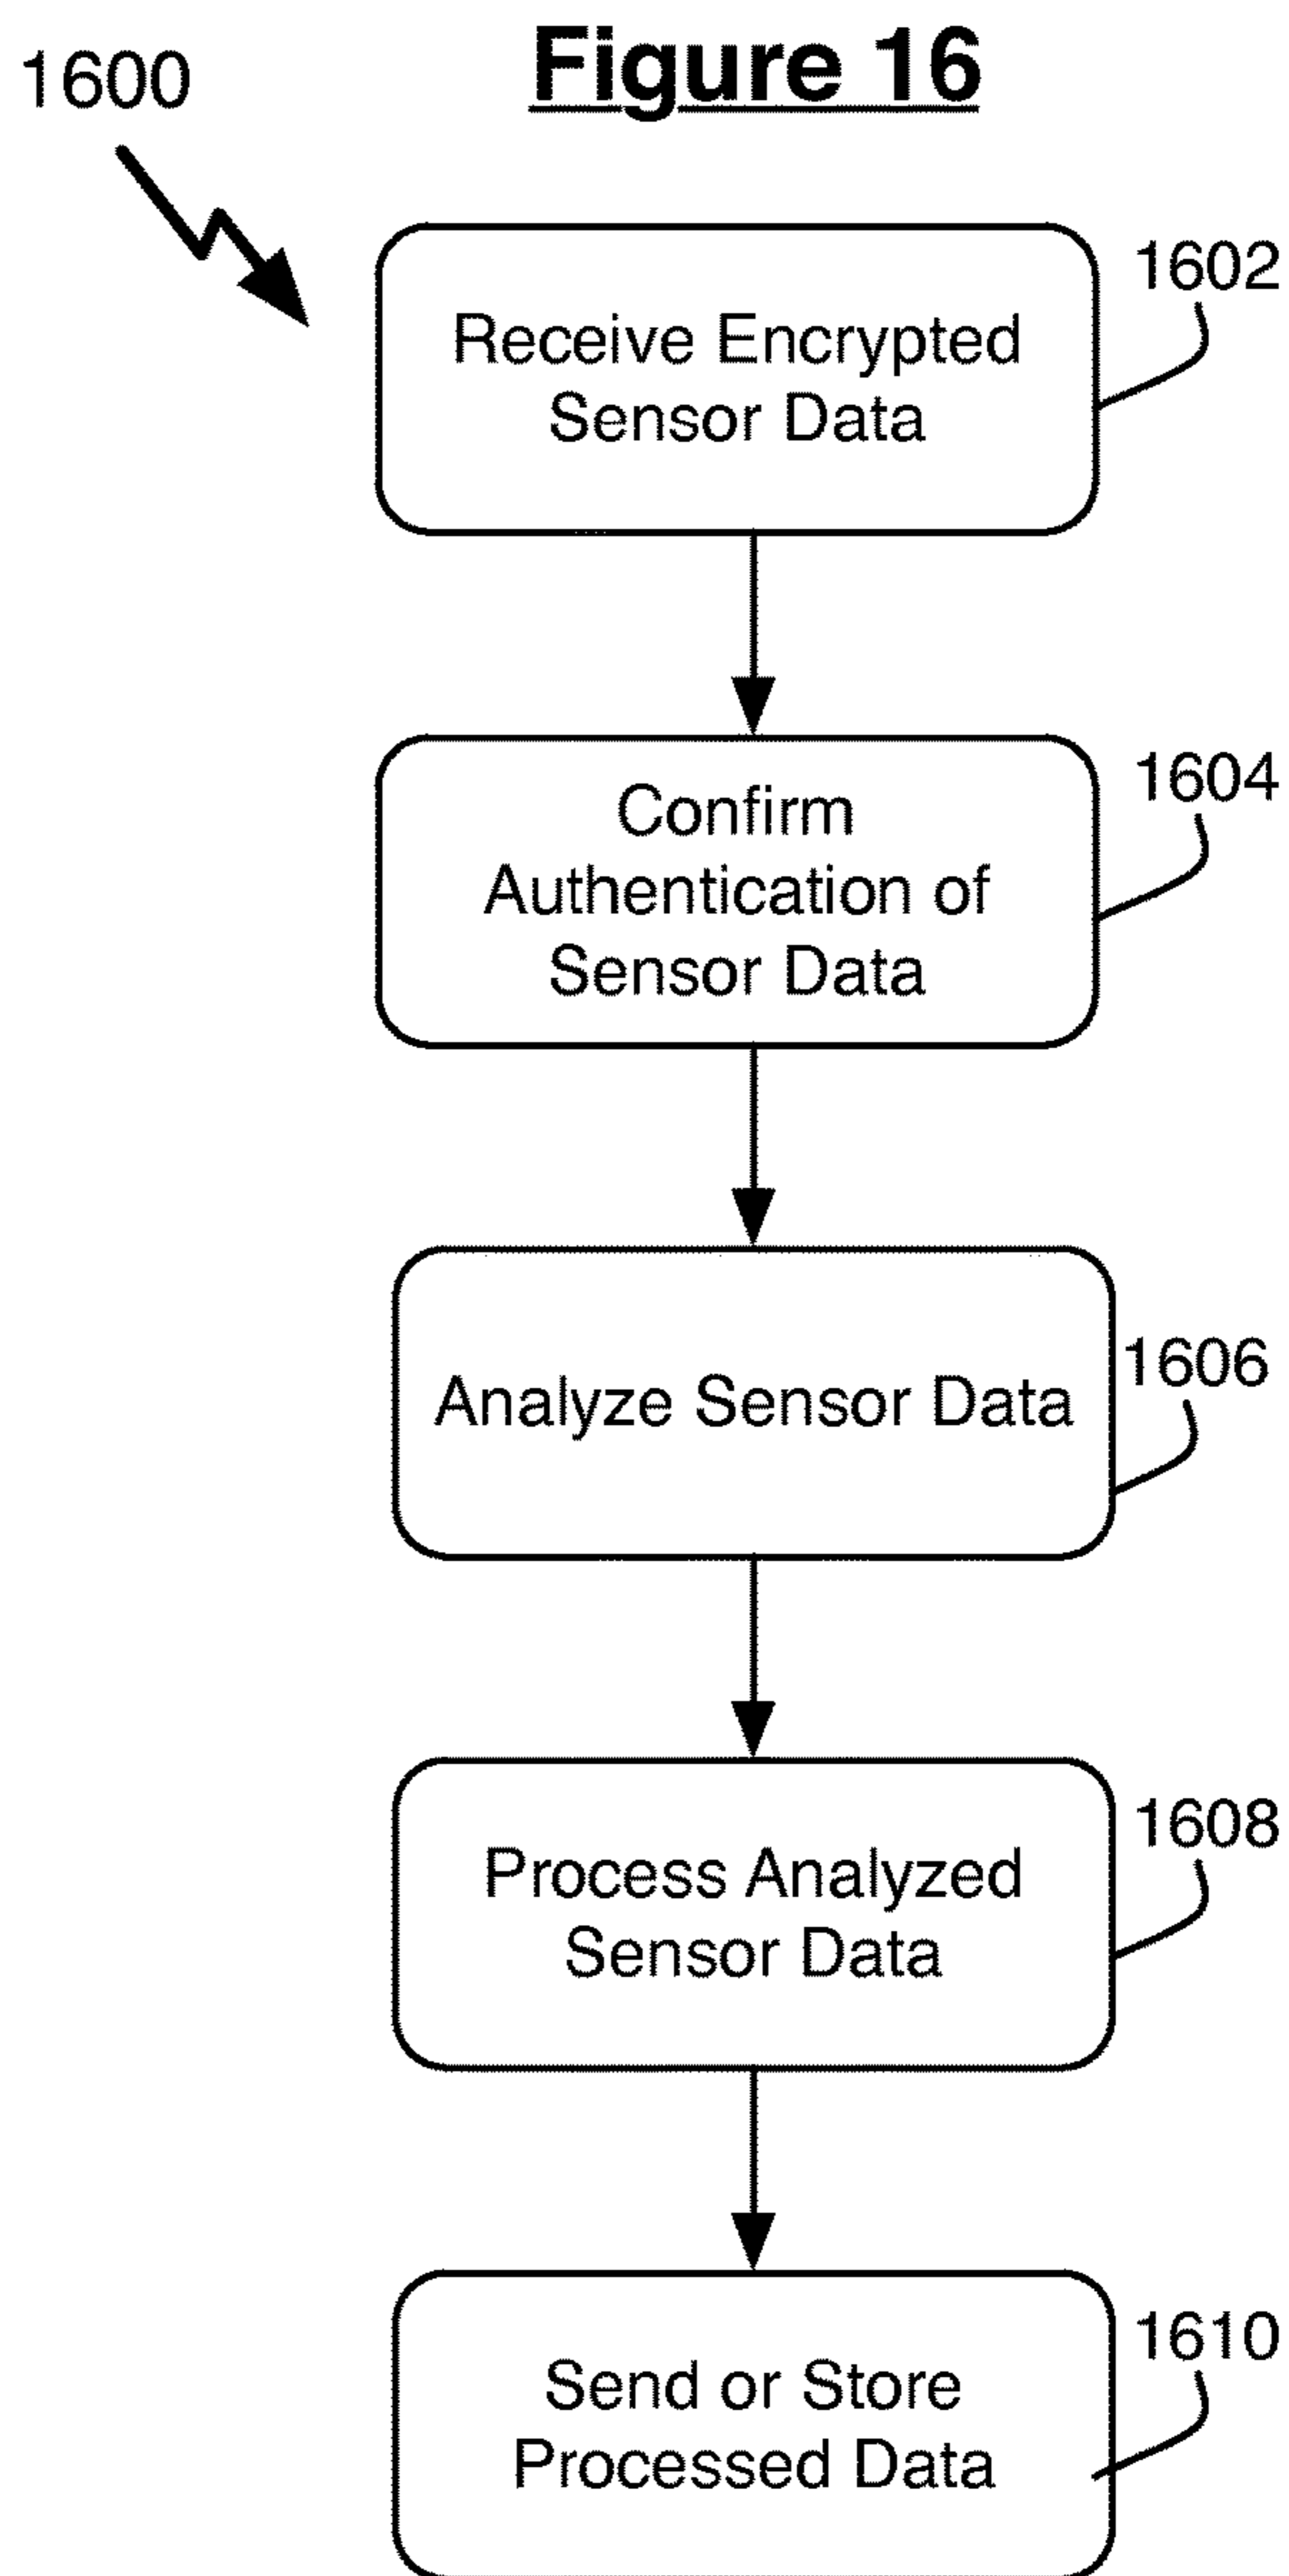 1600
Figure 16
Receive Encrypted
Sensor Data
1602
Confirm
Authentication of
Sensor Data
1604
Analyze Sensor Data
1606
Process Analyzed
Sensor Data
1608
Send or Store
Processed Data
1610